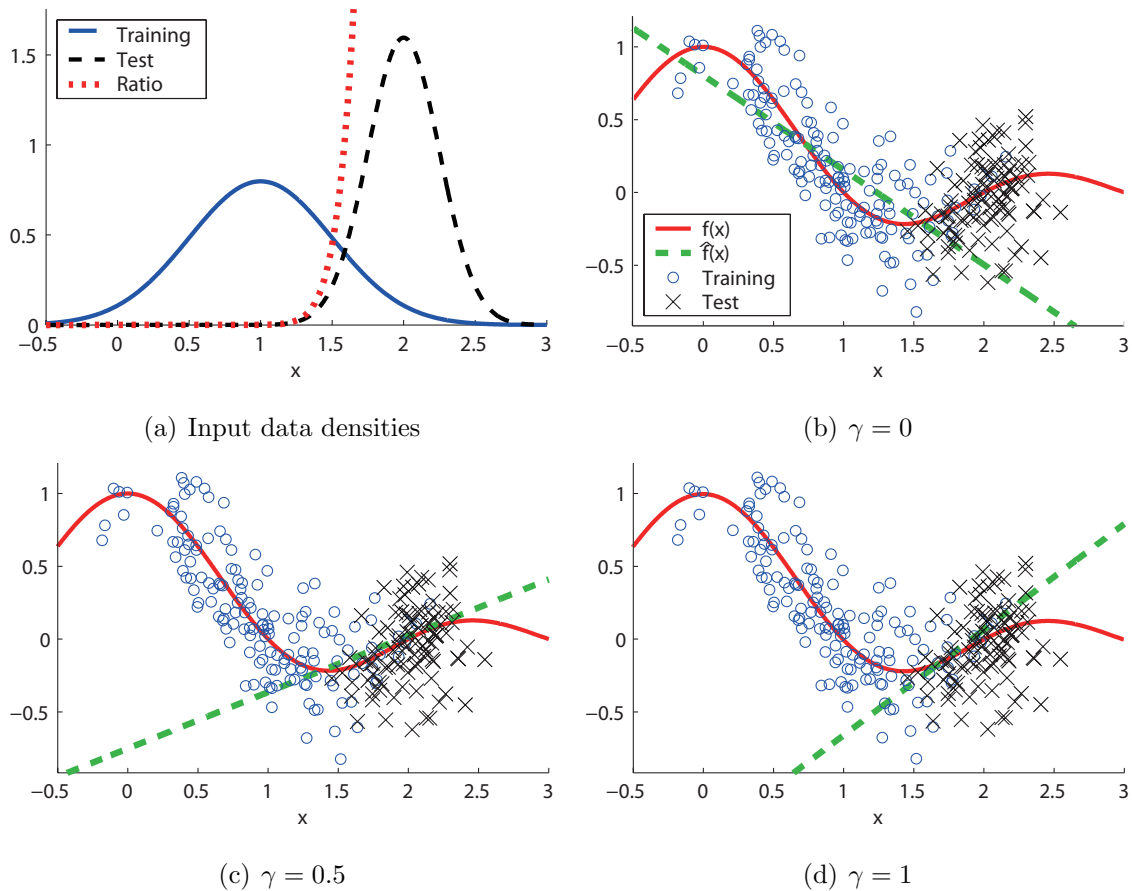 1.5
1
0.5
0
−0.5 0 0.5 1 1.5 2 2.5 3
x
Training
Test
Ratio
(a) Input data densities
1
0.5
0
−0.5
−0.5 0 0.5 1 1.5 2 2.5 3
x
f(x)
f̂(x)
Training
Test
(b) γ = 0
1
0.5
0
−0.5
−0.5 0 0.5 1 1.5 2 2.5 3
x
(c) γ = 0.5
1
0.5
0
−0.5
−0.5 0 0.5 1 1.5 2 2.5 3
x
(d) γ = 1